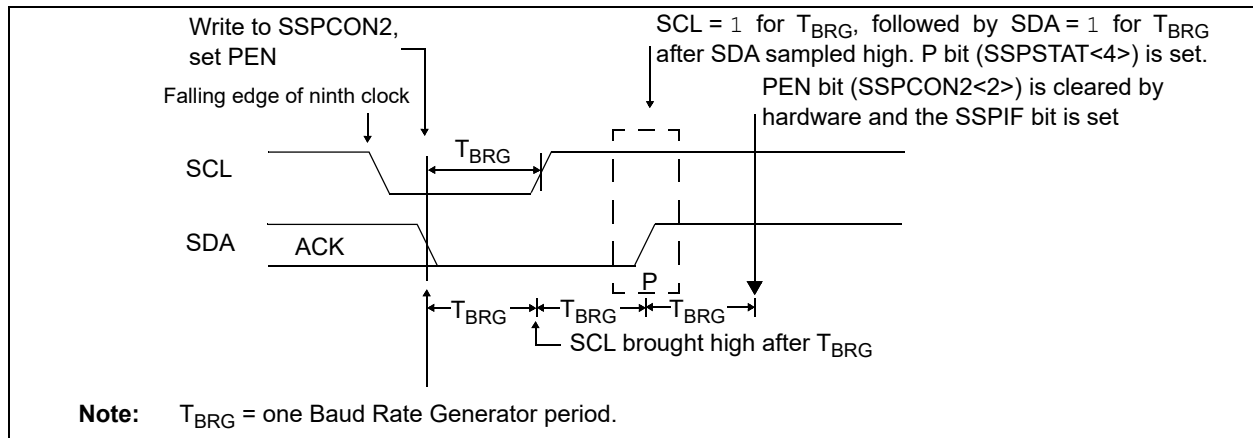 Write to SSPCON2,
set PEN
SCL = 1 for TBRG, followed by SDA = 1 for TBRG
after SDA sampled high. P bit (SSPSTAT<4>) is set.
PEN bit (SSPCON2<2>) is cleared by
hardware and the SSPIF bit is set
Falling edge of ninth clock
TBRG
SCL
SDA
ACK
P
TBRG
TBRG
TBRG
SCL brought high after TBRG
Note: TBRG = one Baud Rate Generator period.